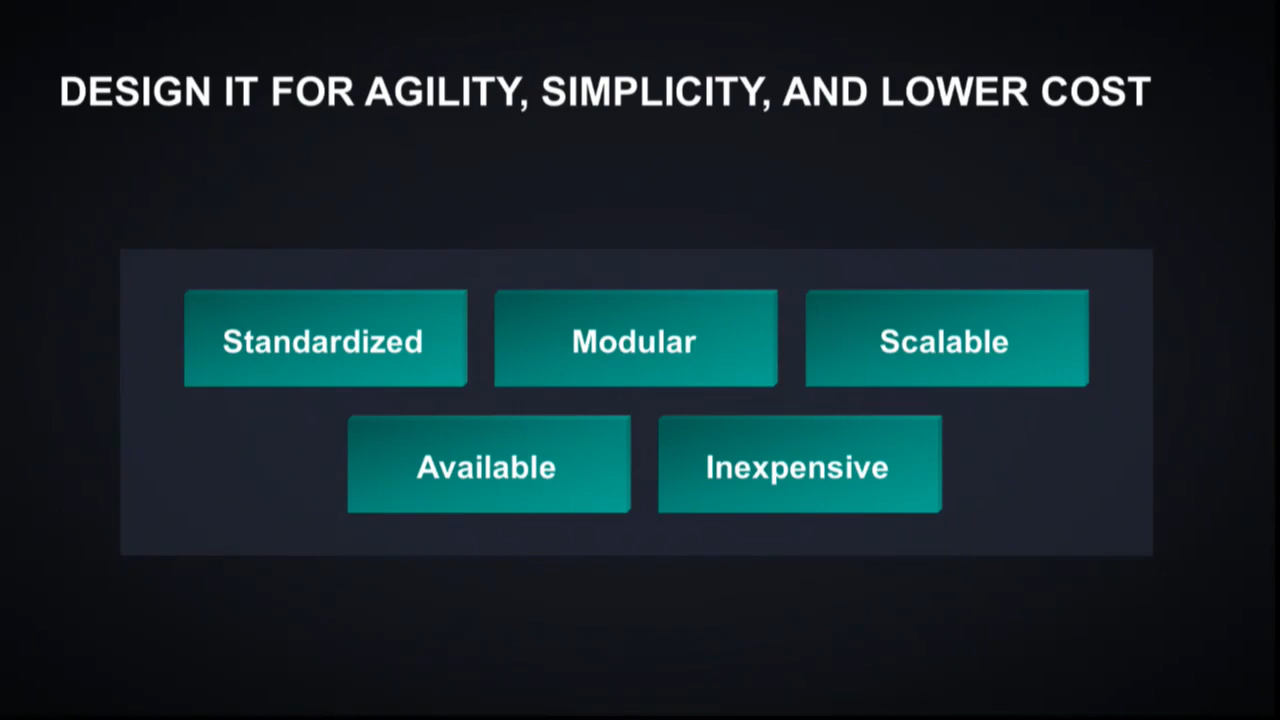 DESIGN IT FOR AGILITY, SIMPLICITY, AND LOWER COST
Standardized
Modular
Scalable
Available
Inexpensive